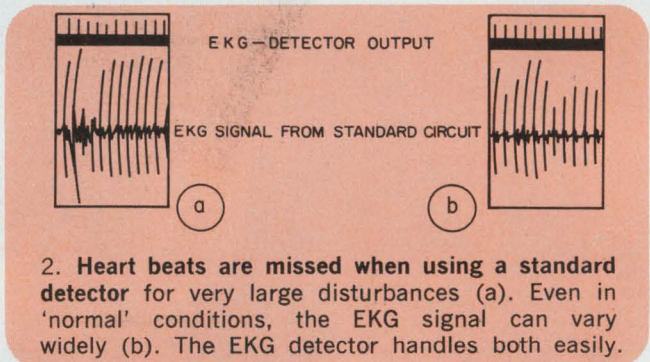 EKG–DETECTOR OUTPUT
EKG SIGNAL FROM STANDARD CIRCUIT
a
b
2. Heart beats are missed when using a standard
detector for very large disturbances (a). Even in
'normal' conditions, the EKG signal can vary
widely (b). The EKG detector handles both easily.